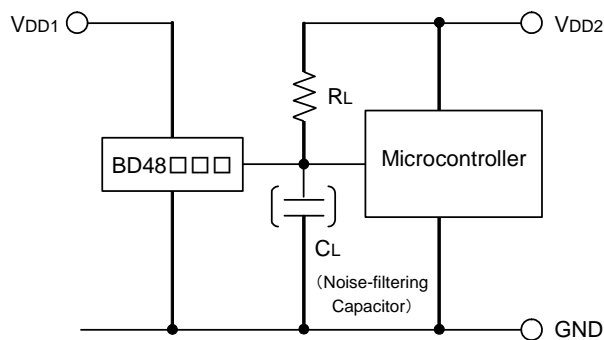 VDD1
VDD2
RL
BD48□□□
Microcontroller
CL
(Noise-filtering
Capacitor)
GND